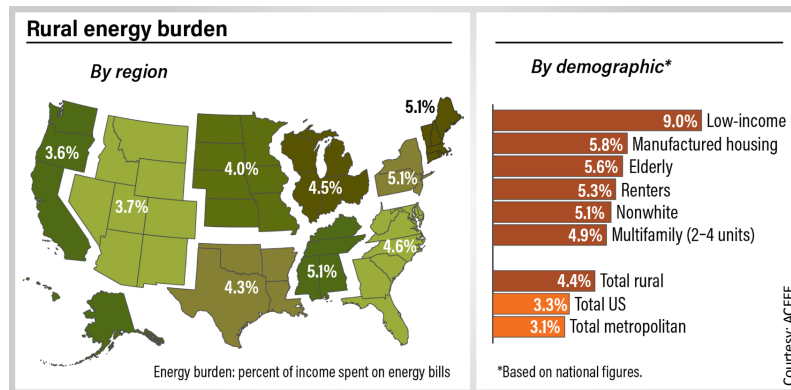 Rural energy burden
By region
5.1%
3.6%
4.0%
4.5%
5.1%
3.7%
4.6%
5.1%
4.3%
Energy burden: percent of income spent on energy bills
By demographic*
9.0% Low-income
5.8% Manufactured housing
5.6% Elderly
5.3% Renters
5.1% Nonwhite
4.9% Multifamily (2–4 units)
4.4% Total rural
3.3% Total US
3.1% Total metropolitan
*Based on national figures.
Courtesy: ACEEE